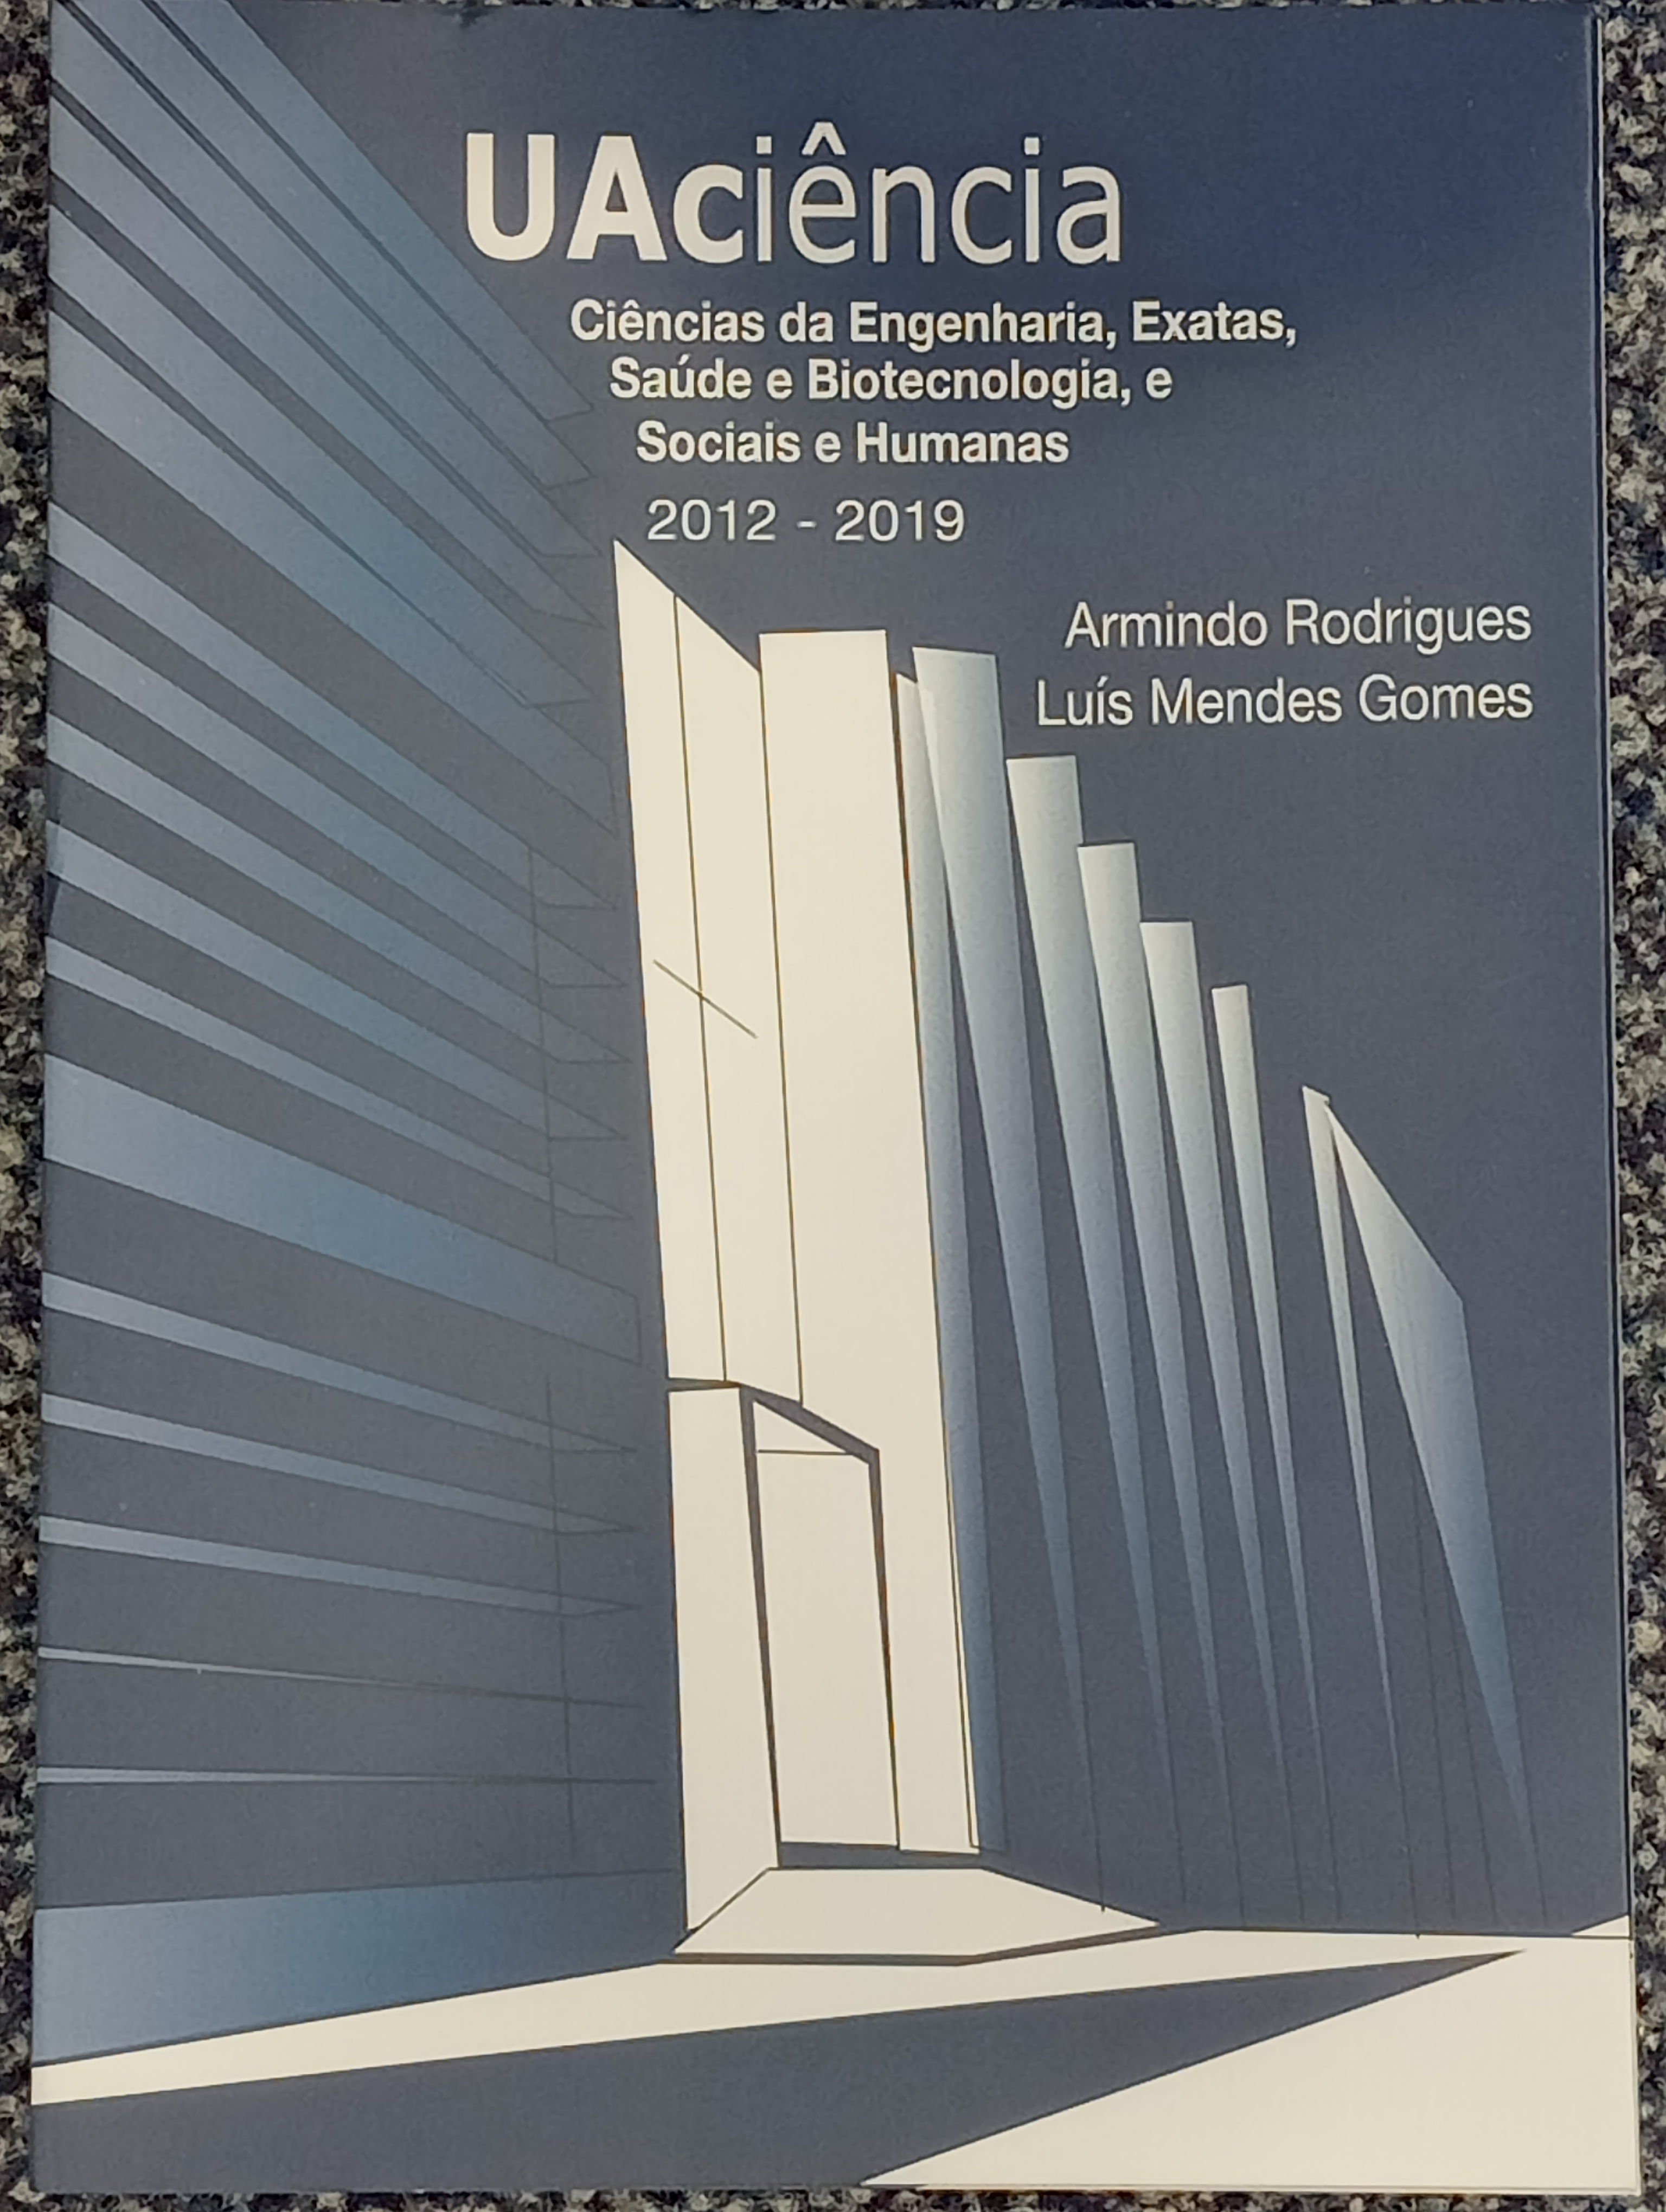 UAciência
Ciências da Engenharia, Exatas,
Saúde e Biotecnologia, e
Sociais e Humanas
2012 - 2019
Armindo Rodrigues
Luís Mendes Gomes